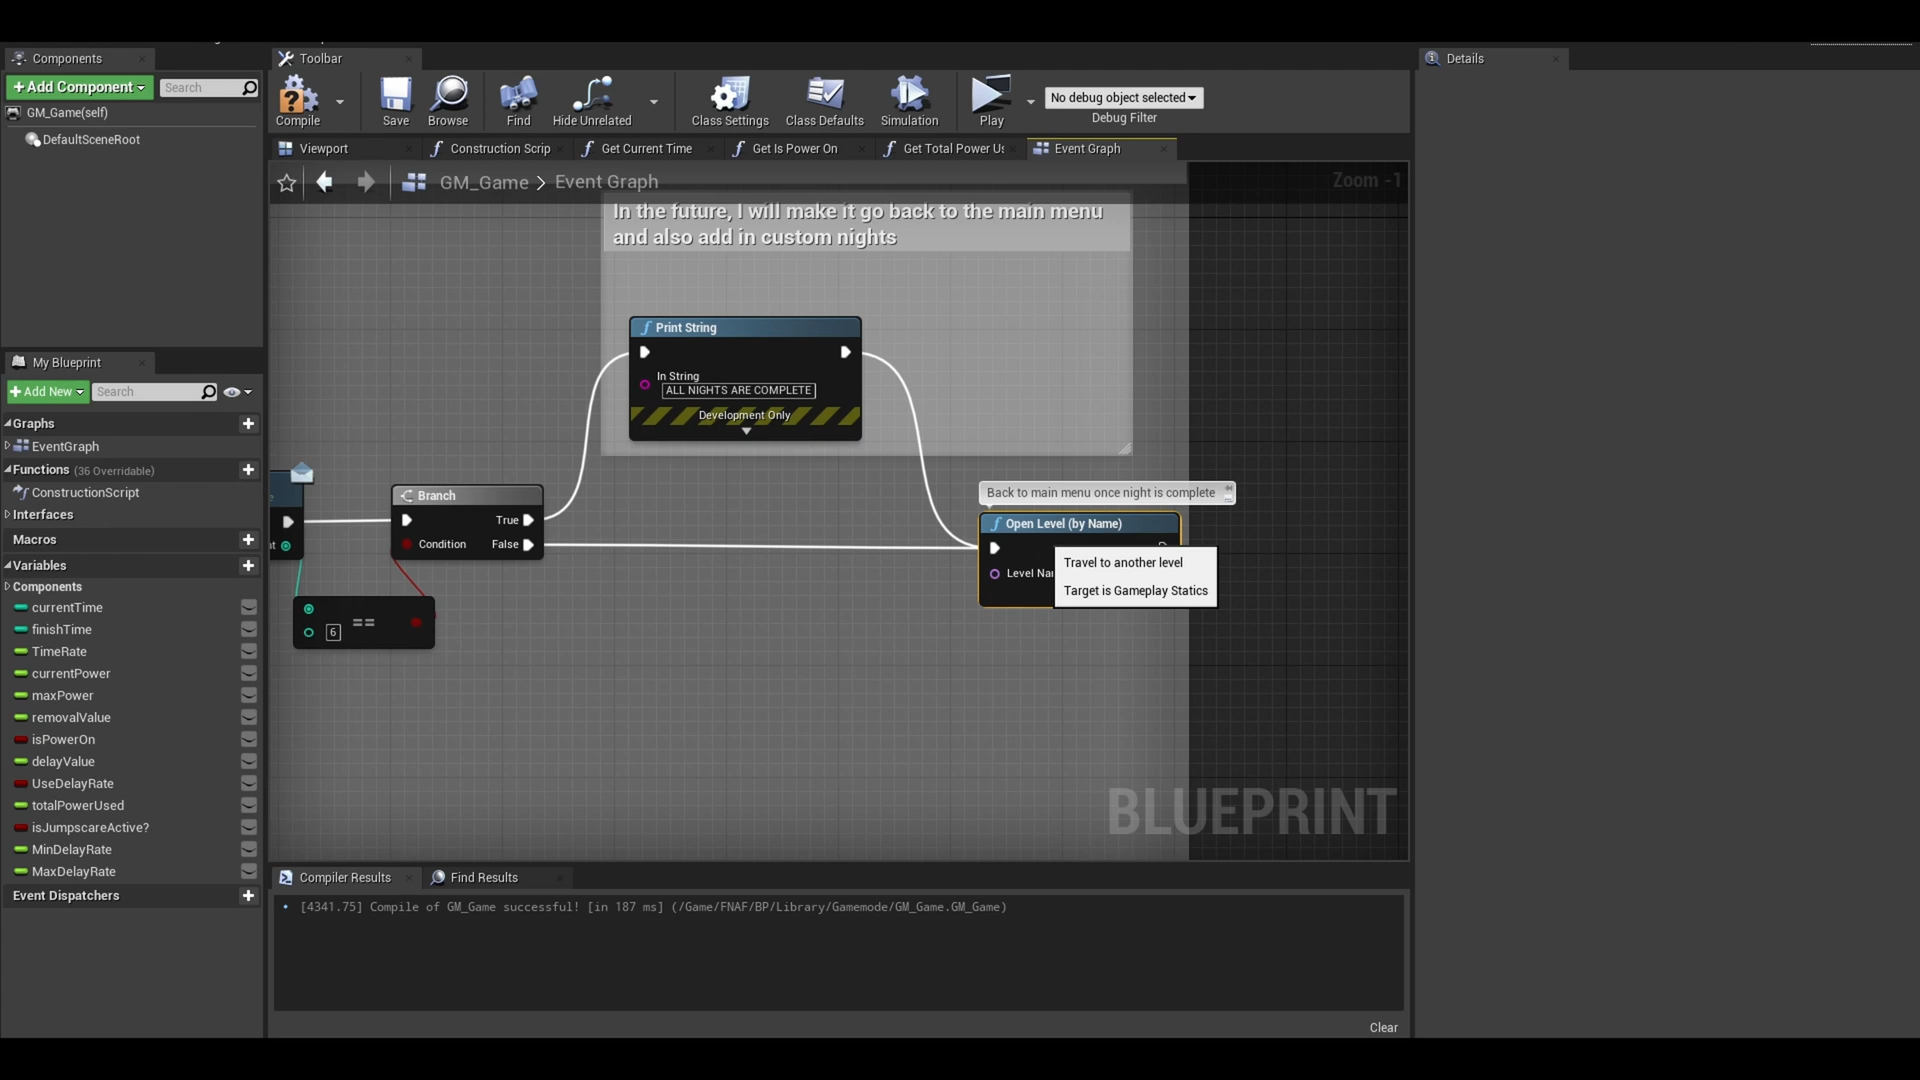 Components
Toolbar
Details
+Add Component
Search
GM_Game(self)
DefaultSceneRoot
Compile
Save
Browse
Find
Hide Unrelated
Class Settings
Class Defaults
Simulation
Play
No debug object selected
Debug Filter
Viewport
Construction Scrip
Get Current Time
Get Is Power On
Get Total Power Us
Event Graph
GM_Game > Event Graph
Zoom -1
In the future, I will make it go back to the main menu
and also add in custom nights
Print String
In String
ALL NIGHTS ARE COMPLETE
Development Only
My Blueprint
+Add New
Search
Graphs
EventGraph
Functions (36 Overridable)
ConstructionScript
Interfaces
Macros
Variables
Components
currentTime
finishTime
TimeRate
currentPower
maxPower
removalValue
isPowerOn
delayValue
UseDelayRate
totalPowerUsed
isJumpscareActive?
MinDelayRate
MaxDelayRate
Event Dispatchers
Branch
True
Condition
False
6
==
Back to main menu once night is complete
Open Level (by Name)
Level Na
Travel to another level
Target is Gameplay Statics
BLUEPRINT
Compiler Results
Find Results
[4341.75] Compile of GM_Game successful! [in 187 ms] (/Game/FNAF/BP/Library/Gamemode/GM_Game.GM_Game)
Clear